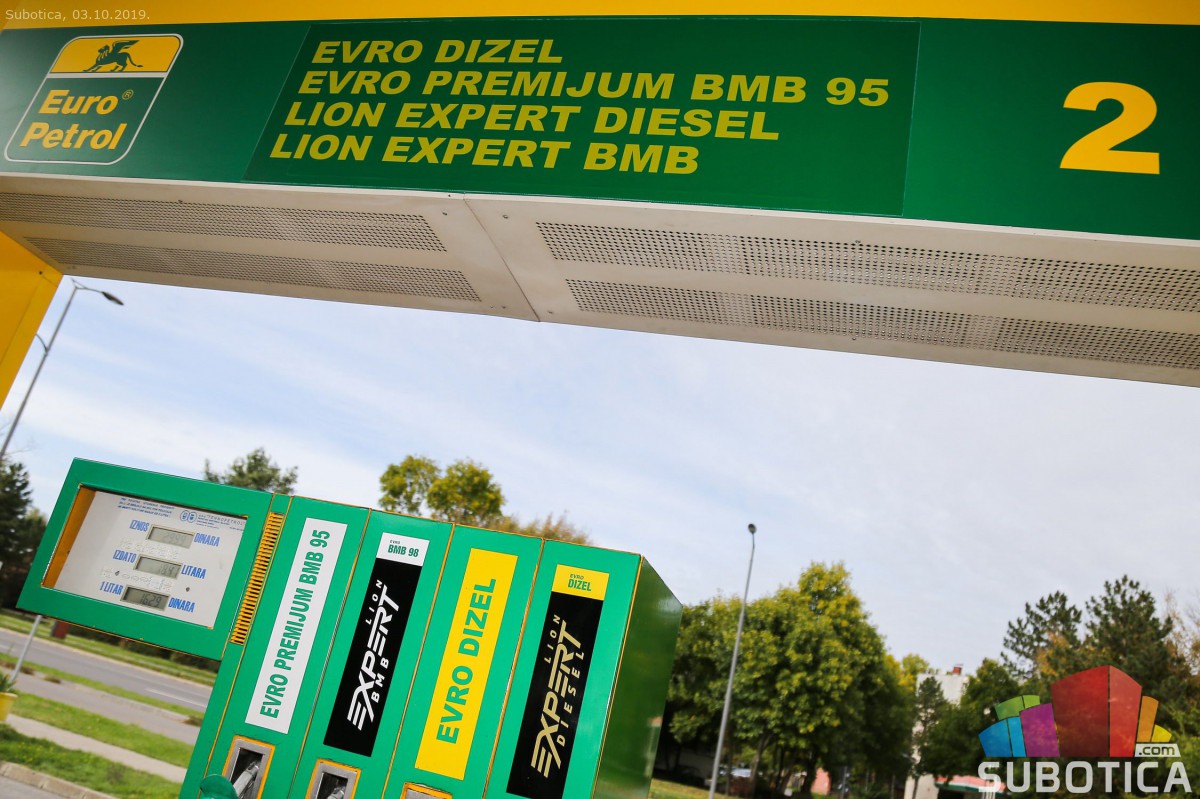 Subotica, 03.10.2019.
Euro®
Petrol
EVRO DIZEL
EVRO PREMIJUM BMB 95
LION EXPERT DIESEL
LION EXPERT BMB
2
IZNOS
DINARA
IZDATO
LITARA
1 LITAR
DINARA
EVRO PREMIJUM BMB 95
EVRO
BMB 98
LION
EXPERT
BMB
EVRO DIZEL
EVRO
DIZEL
LION
EXPERT
DIESEL
.com
SUBOTICA